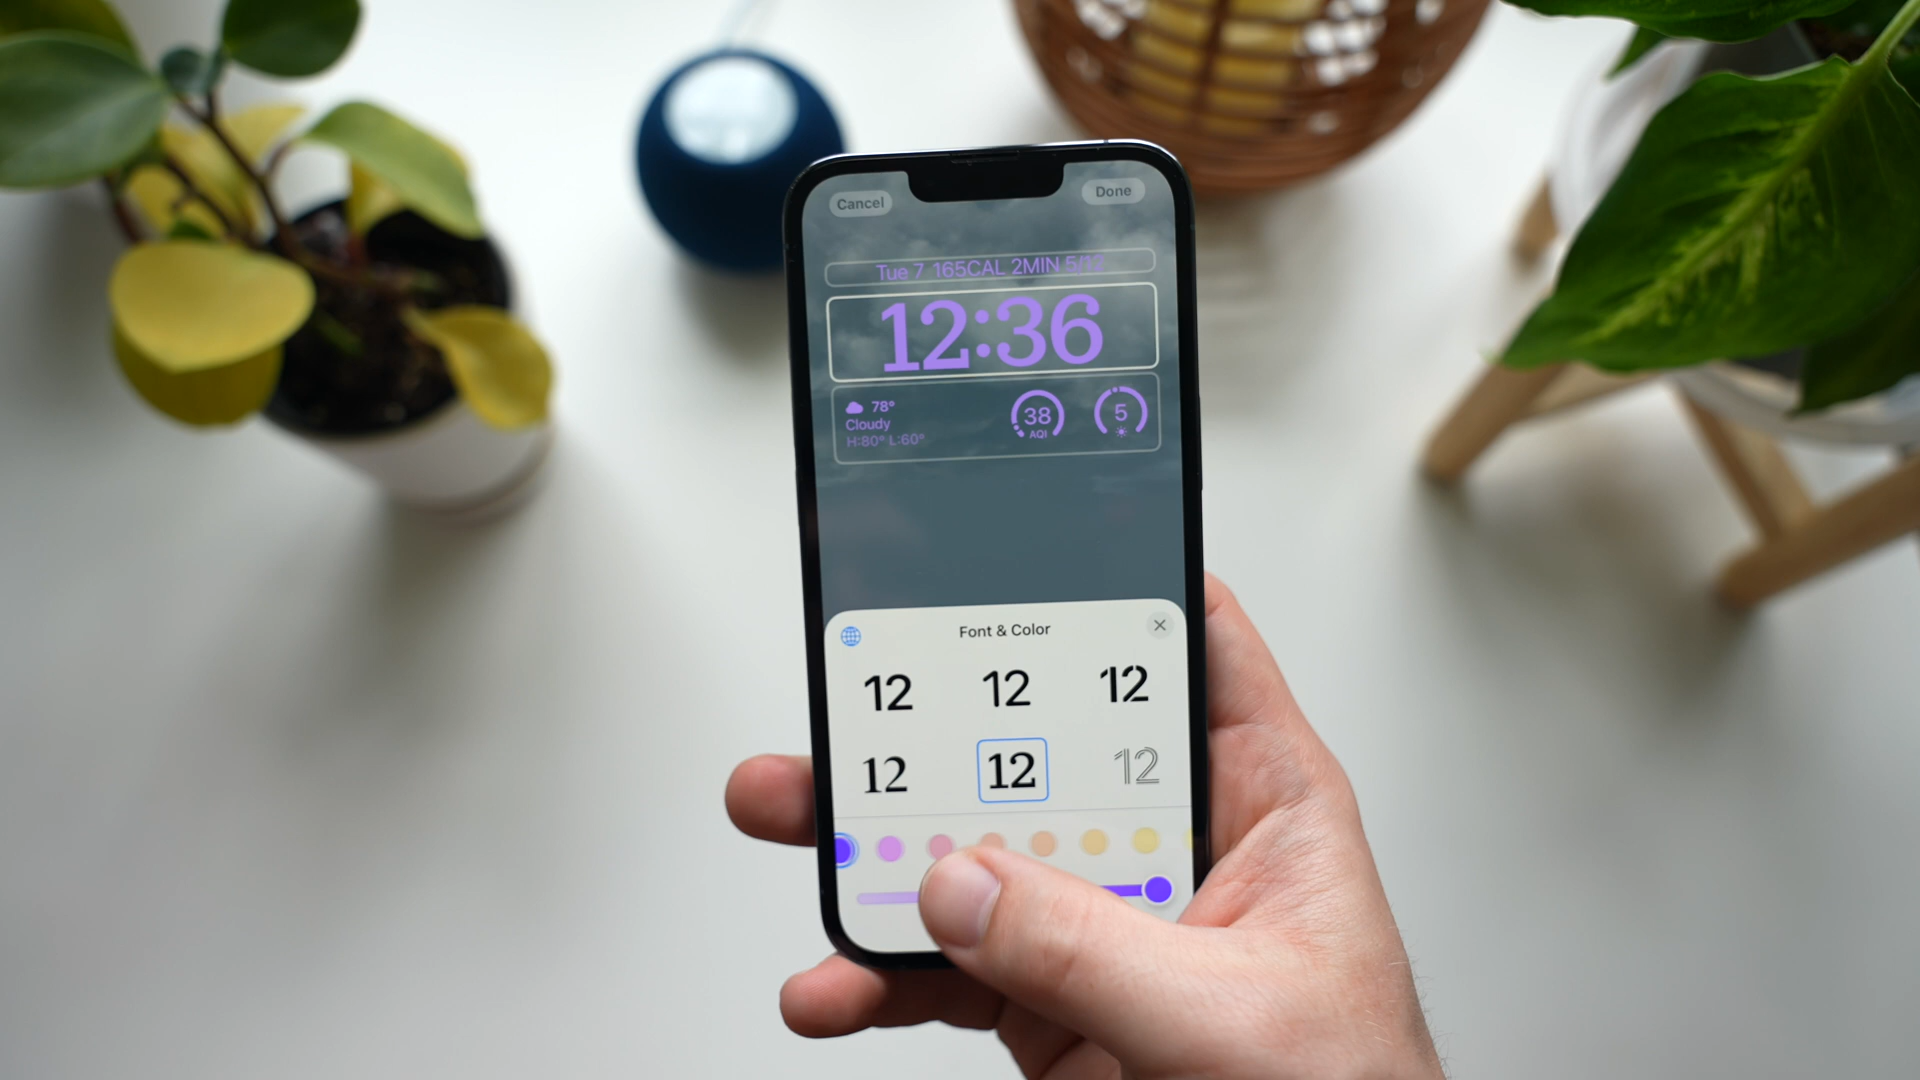 Cancel
Done
Tue 7 165CAL 2MIN 5/12
12:36
78°
Cloudy
H:80° L:60°
38
AQI
5
Font & Color
12 12 12
12 12 12